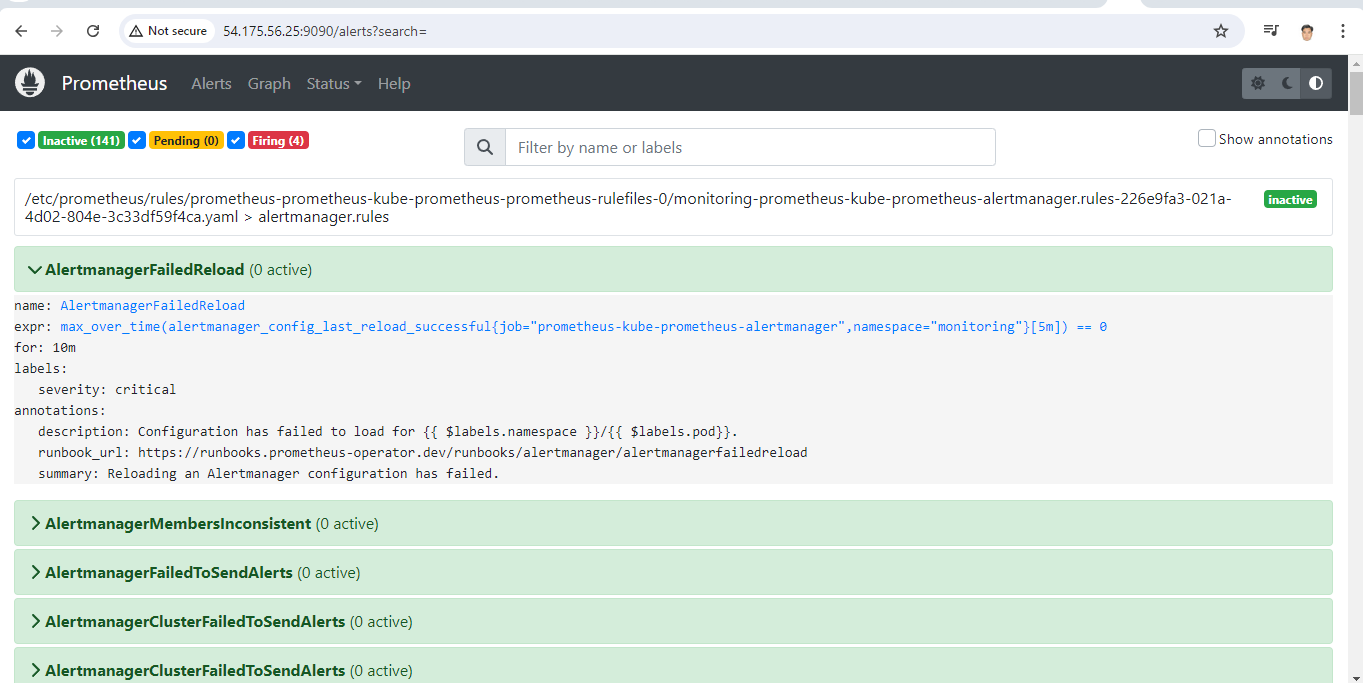 Not secure 54.175.56.25:9090/alerts?search=
Prometheus Alerts Graph Status Help
Inactive (141) Pending (0) Firing (4) Filter by name or labels Show annotations
/etc/prometheus/rules/prometheus-prometheus-kube-prometheus-prometheus-rulefiles-0/monitoring-prometheus-kube-prometheus-alertmanager.rules-226e9fa3-021a- inactive
4d02-804e-3c33df59f4ca.yaml > alertmanager.rules
AlertmanagerFailedReload (0 active)
name: AlertmanagerFailedReload
expr: max_over_time(alertmanager_config_last_reload_successful{job="prometheus-kube-prometheus-alertmanager",namespace="monitoring"}[5m]) == 0
for: 10m
labels:
severity: critical
annotations:
description: Configuration has failed to load for {{ $labels.namespace }}/{{ $labels.pod}}.
runbook_url: https://runbooks.prometheus-operator.dev/runbooks/alertmanager/alertmanagerfailedreload
summary: Reloading an Alertmanager configuration has failed.
AlertmanagerMembersInconsistent (0 active)
AlertmanagerFailedToSendAlerts (0 active)
AlertmanagerClusterFailedToSendAlerts (0 active)
AlertmanagerClusterFailedToSendAlerts (0 active)